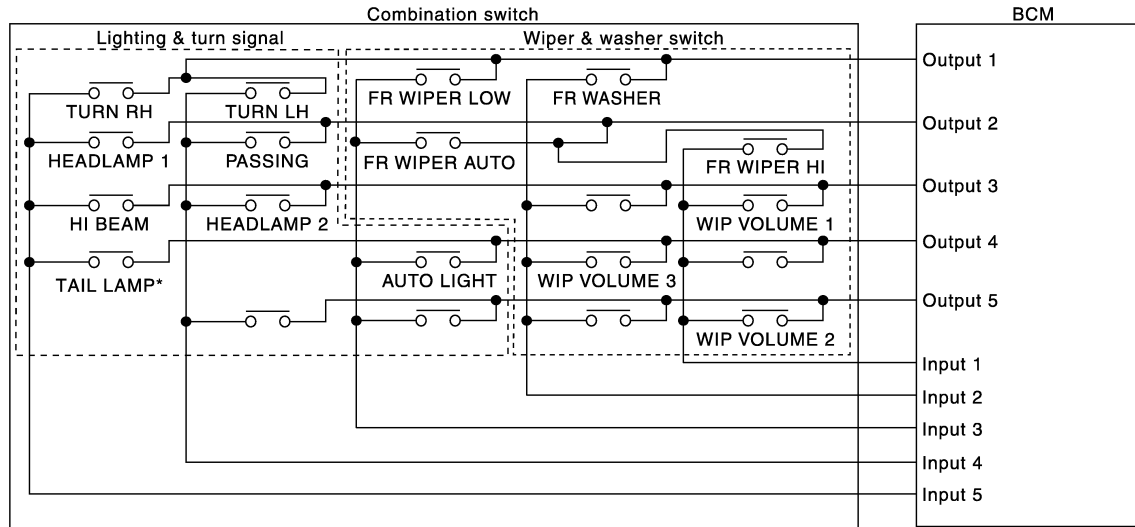 Combination switch
BCM
Lighting & turn signal
Wiper & washer switch
Output 1
TURN RH
TURN LH
FR WIPER LOW
FR WASHER
Output 2
HEADLAMP 1
PASSING
FR WIPER AUTO
FR WIPER HI
Output 3
HI BEAM
HEADLAMP 2
WIP VOLUME 1
Output 4
TAIL LAMP*
AUTO LIGHT
WIP VOLUME 3
Output 5
WIP VOLUME 2
Input 1
Input 2
Input 3
Input 4
Input 5